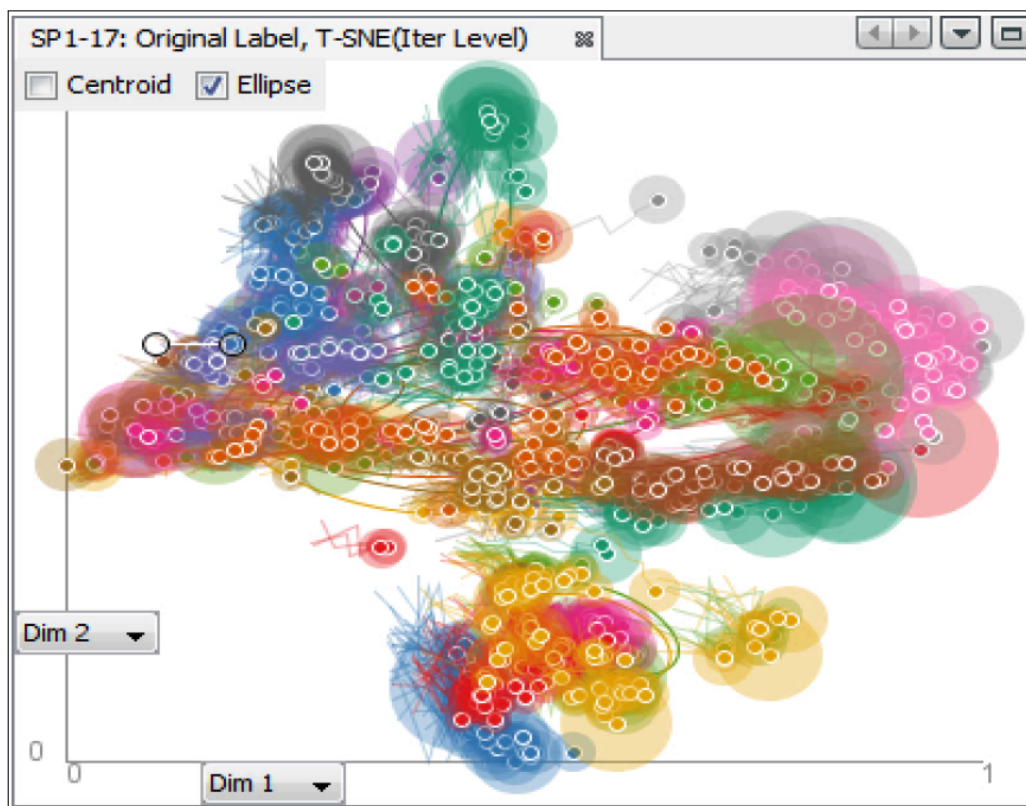 SP1-17: Original Label, T-SNE(Iter Level)
Centroid Ellipse
Dim 2
0
0 1
Dim 1